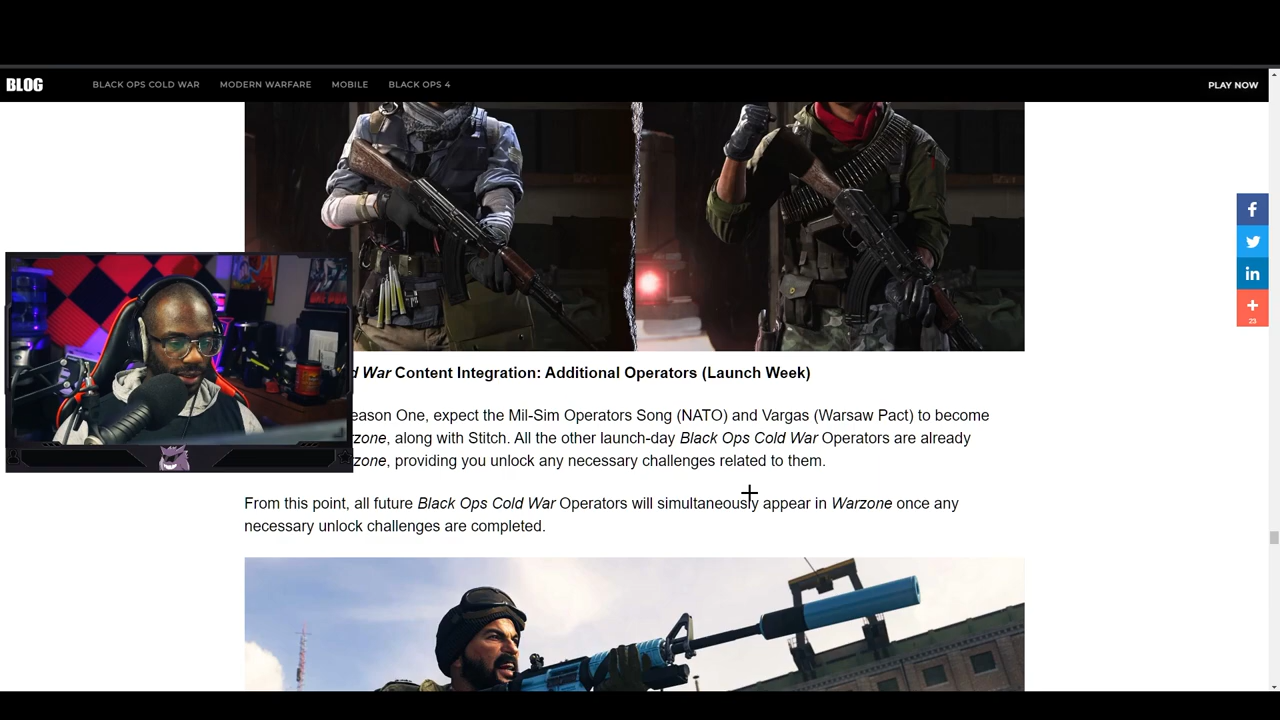 BLOG
BLACK OPS COLD WAR
MODERN WARFARE
MOBILE
BLACK OPS 4
PLAY NOW
23
War Content Integration: Additional Operators (Launch Week)
One, expect the Mil-Sim Operators Song (NATO) and Vargas (Warsaw Pact) to become
along with Stitch. All the other launch-day Black Ops Cold War Operators are already
providing you unlock any necessary challenges related to them.
From this point, all future Black Ops Cold War Operators will simultaneously appear in Warzone once any
necessary unlock challenges are completed.